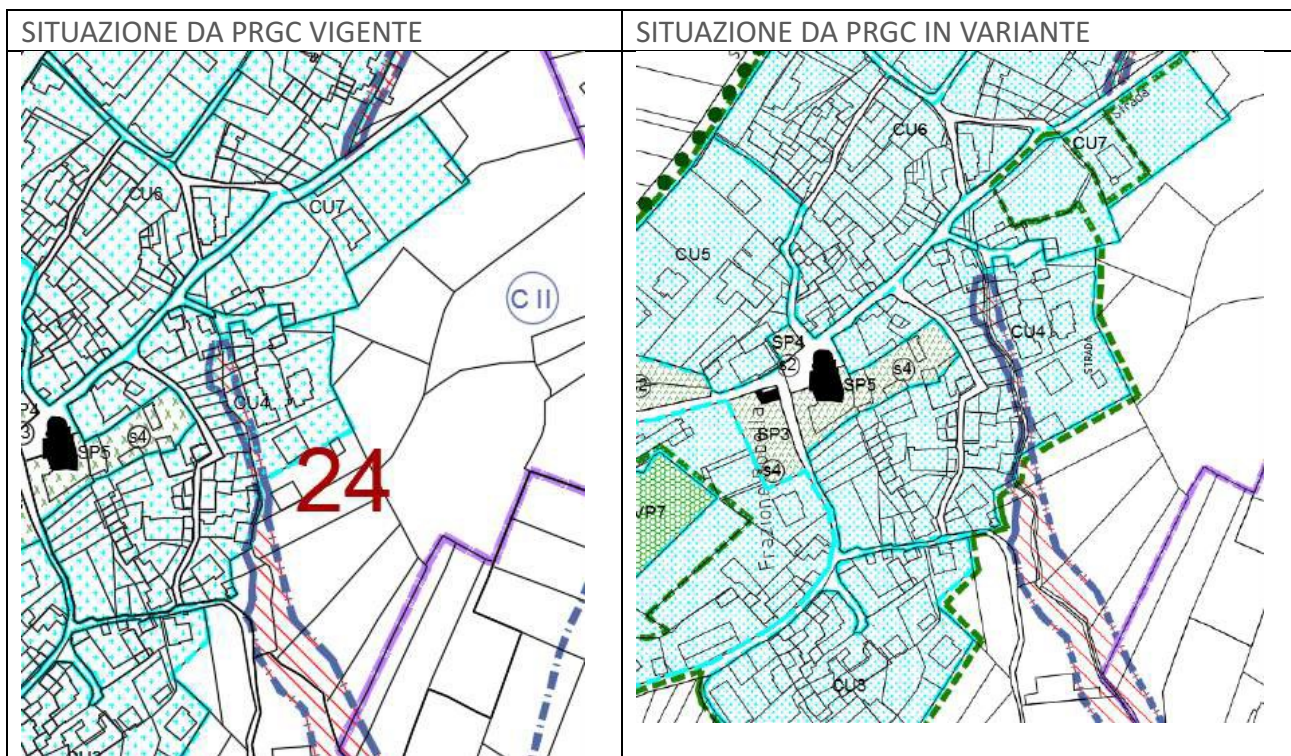 SITUAZIONE DA PRGC VIGENTE
CU6
CU7
C II
CU4
SP5
s4
24
SITUAZIONE DA PRGC IN VARIANTE
Strada
CU6
CU7
CU5
CU4
STRADA
SP4
s2
SP5
s4
SP3
s4
VP7
CU3